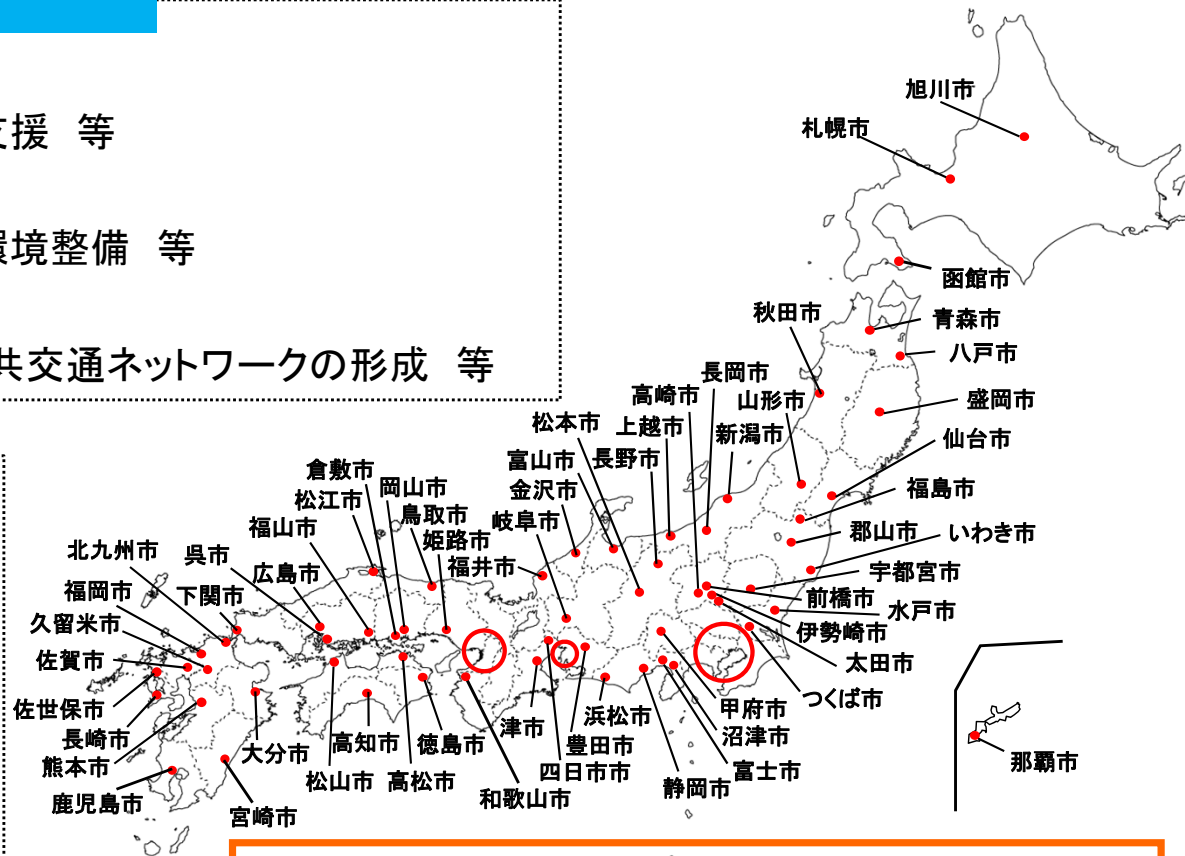 支援 等
環境整備 等
共交通ネットワークの形成 等
旭川市
札幌市
函館市
秋田市
青森市
八戸市
長岡市
高崎市
山形市
盛岡市
松本市
上越市
新潟市
仙台市
富山市
長野市
倉敷市
岡山市
金沢市
福島市
松江市
鳥取市
岐阜市
福山市
姫路市
郡山市
いわき市
北九州市
呉市
広島市
福井市
宇都宮市
福岡市
下関市
前橋市
水戸市
久留米市
伊勢崎市
佐賀市
太田市
つくば市
佐世保市
甲府市
長崎市
津市
浜松市
沼津市
大分市
高知市
徳島市
豊田市
熊本市
富士市
那覇市
松山市
高松市
四日市市
静岡市
鹿児島市
和歌山市
宮崎市